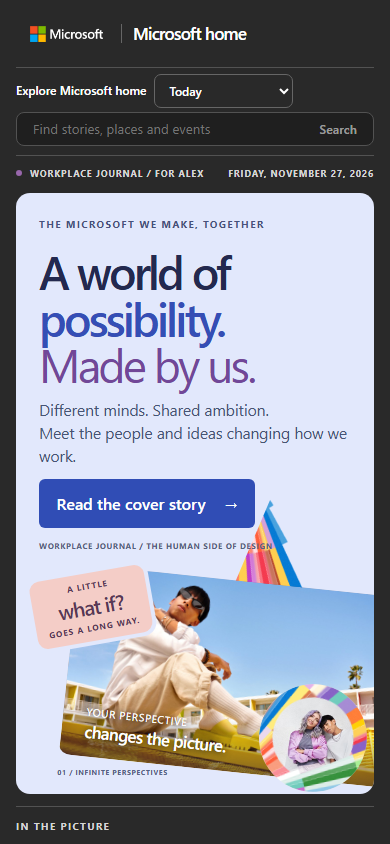 Microsoft
Microsoft home
Explore Microsoft home
Today
Find stories, places and events
Search
WORKPLACE JOURNAL / FOR ALEX
FRIDAY, NOVEMBER 27, 2026
THE MICROSOFT WE MAKE, TOGETHER
A world of
possibility.
Made by us.
Different minds. Shared ambition.
Meet the people and ideas changing how we
work.
Read the cover story →
WORKPLACE JOURNAL / THE HUMAN SIDE OF DESIGN
A LITTLE
what if?
GOES A LONG WAY.
YOUR PERSPECTIVE
changes the picture.
01 / INFINITE PERSPECTIVES
IN THE PICTURE